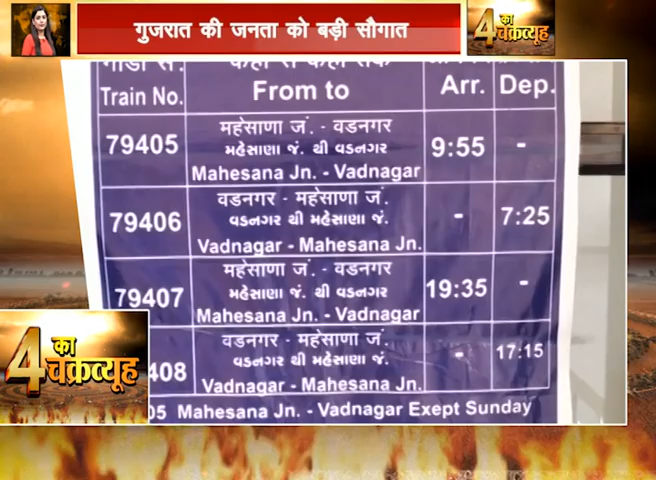 गुजरात की जनता को बड़ी सौगात
4 का
चक्रव्यूह
Train No.
From to
Arr.
Dep.
79405
महेसाणा जं. - वडनगर
મહેસાણા જં. થી વડનગર
Mahesana Jn. - Vadnagar
9:55
-
79406
वडनगर - महेसाणा जं.
વડનગર થી મહેસાણા જં.
Vadnagar - Mahesana Jn.
-
7:25
79407
महेसाणा जं. - वडनगर
મહેસાણા જં. થી વડનગર
Mahesana Jn. - Vadnagar
19:35
-
408
वडनगर - महेसाणा जं.
વડનગર થી મહેસાણા જં.
Vadnagar - Mahesana Jn.
-
17:15
05 Mahesana Jn. - Vadnagar Exept Sunday
4 का
चक्रव्यूह